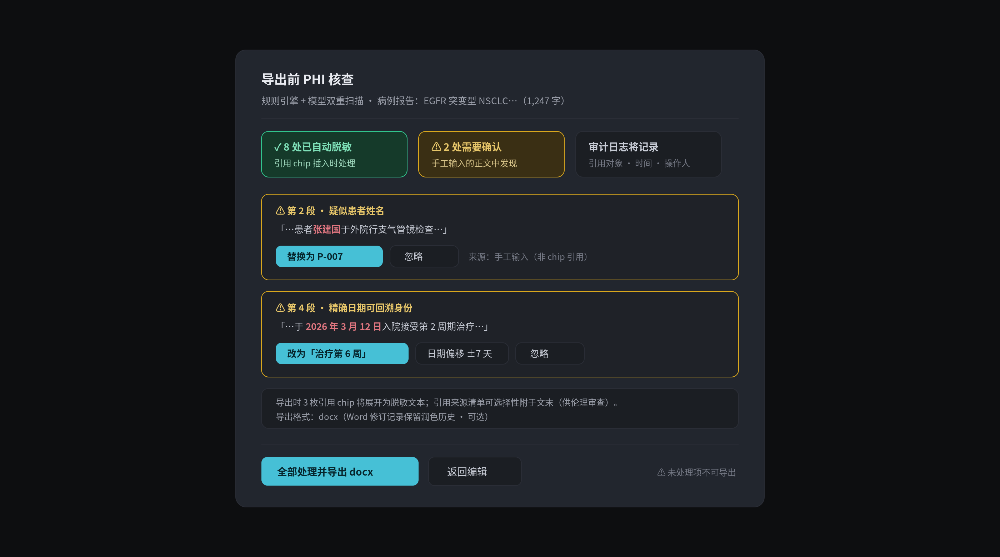 导出前 PHI 核查
规则引擎 + 模型双重扫描 · 病例报告：EGFR 突变型 NSCLC…（1,247 字）
✓ 8 处已自动脱敏
引用 chip 插入时处理
⚠ 2 处需要确认
手工输入的正文中发现
审计日志将记录
引用对象 · 时间 · 操作人
⚠ 第 2 段 · 疑似患者姓名
「…患者张建国于外院行支气管镜检查…」
替换为 P-007
忽略
来源：手工输入（非 chip 引用）
⚠ 第 4 段 · 精确日期可回溯身份
「…于 2026 年 3 月 12 日入院接受第 2 周期治疗…」
改为「治疗第 6 周」
日期偏移 ±7 天
忽略
导出时 3 枚引用 chip 将展开为脱敏文本；引用来源清单可选择性附于文末（供伦理审查）。
导出格式：docx（Word 修订记录保留润色历史 · 可选）
全部处理并导出 docx
返回编辑
⚠ 未处理项不可导出